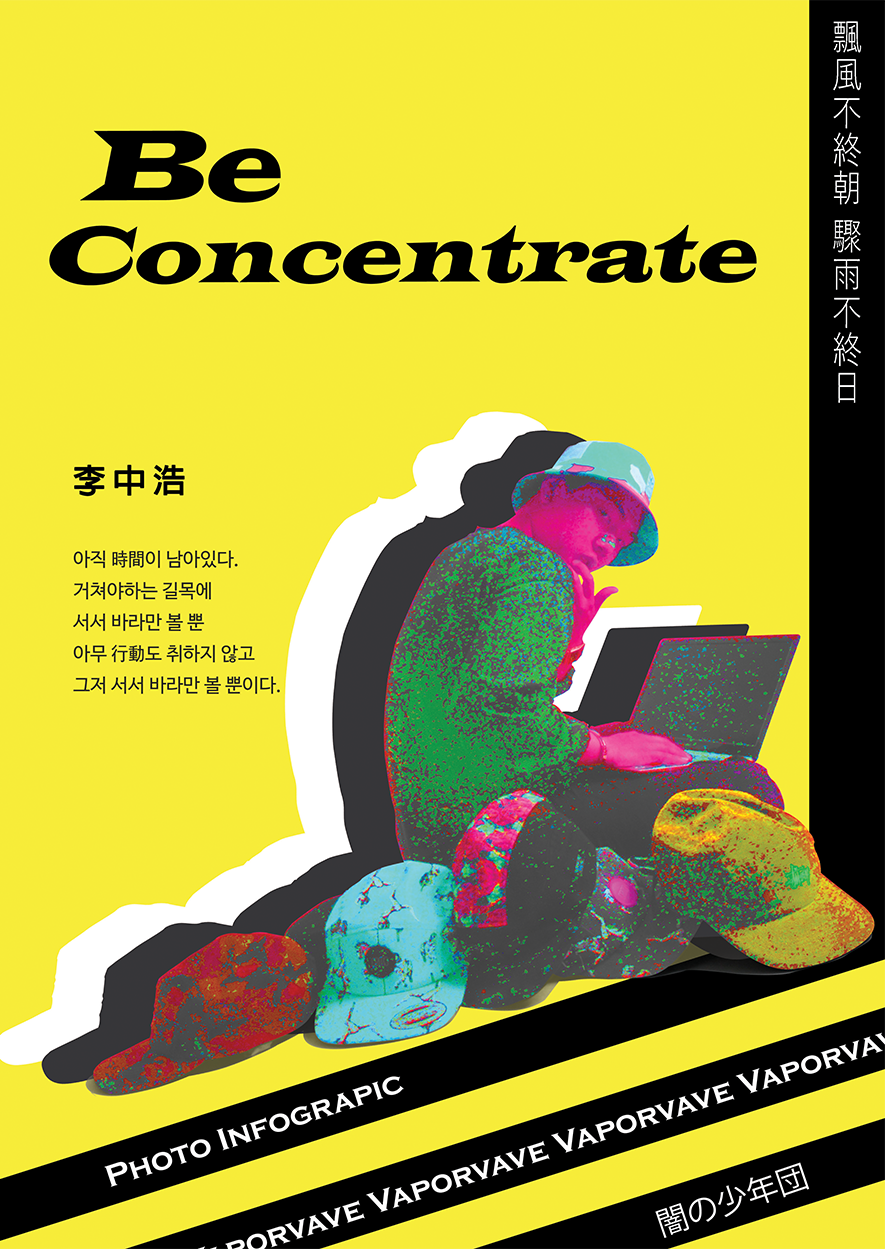 Be
Concentrate
飄風不終朝 驟雨不終日
李中浩
아직 時間이 남아있다.
거쳐야하는 길목에
서서 바라만 볼 뿐
아무 行動도 취하지 않고
그저 서서 바라만 볼 뿐이다.
PHOTO INFOGRAPIC
VAPORVAVE VAPORVAVE VAPORVAVE VAPORVAV
闇の少年団